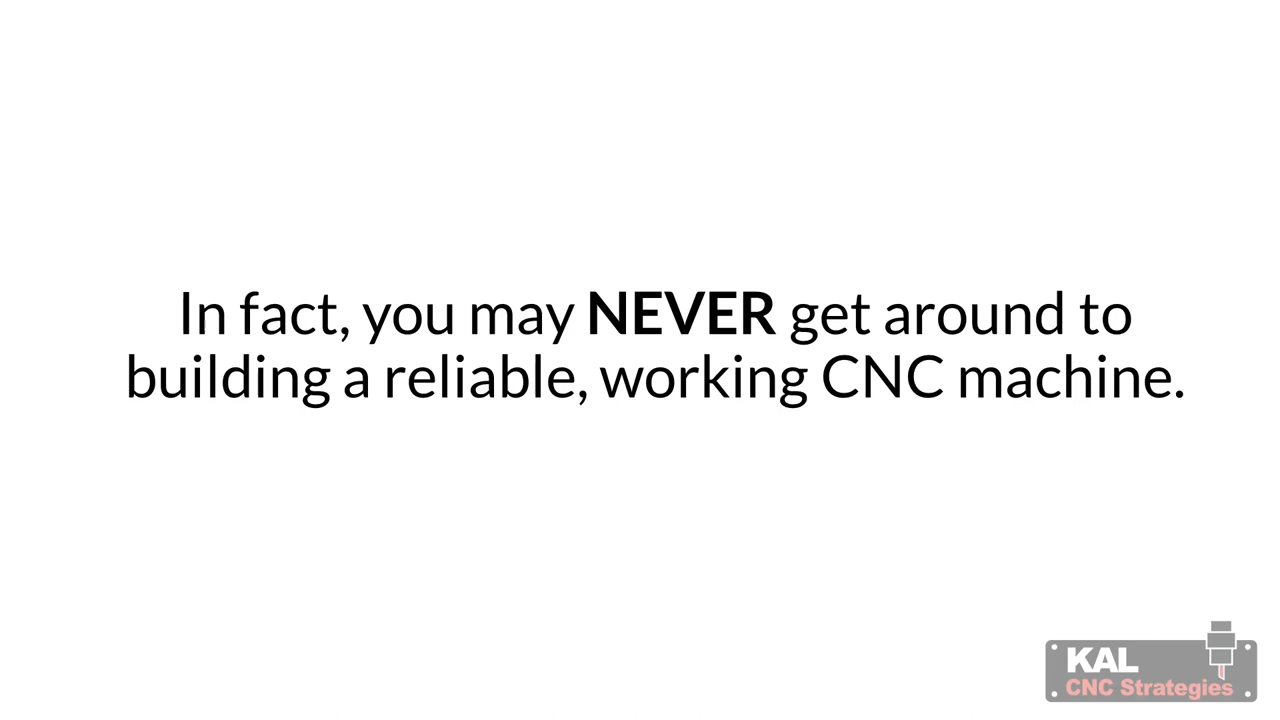 In fact, you may NEVER get around to
building a reliable, working CNC machine.
KAL
CNC Strategies